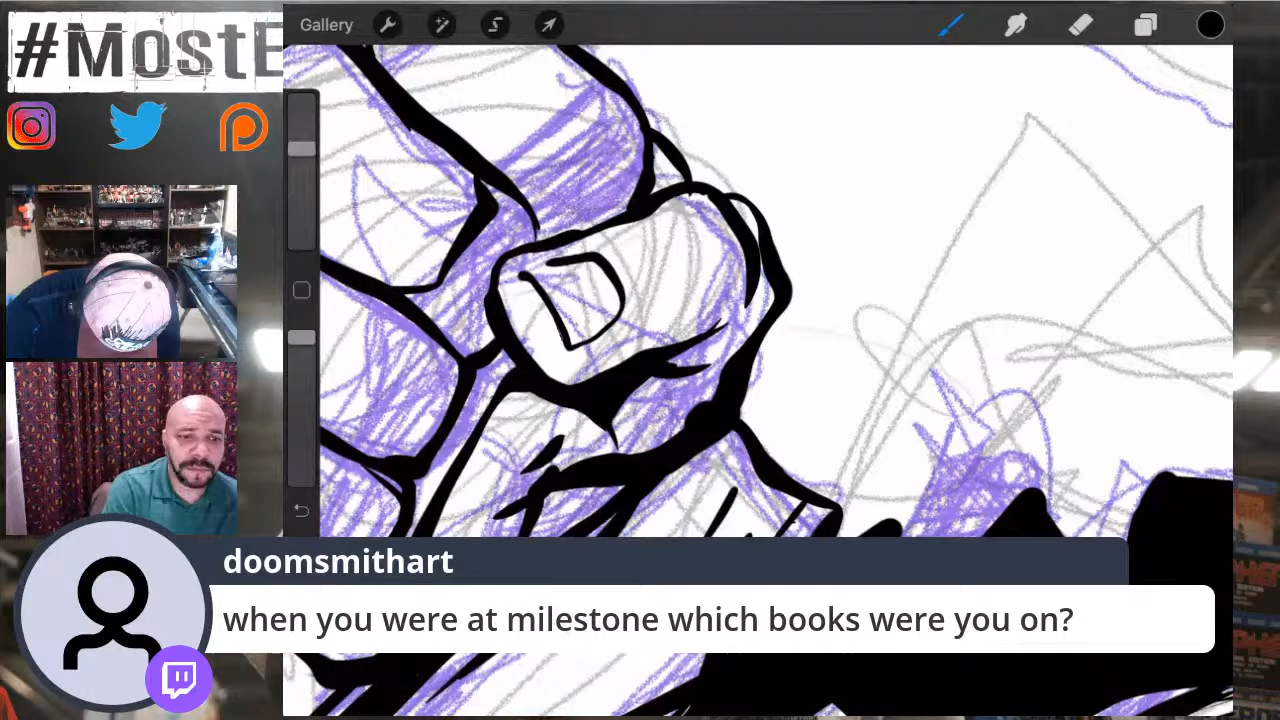 #MostE
Gallery
doomsmithart
when you were at milestone which books were you on?